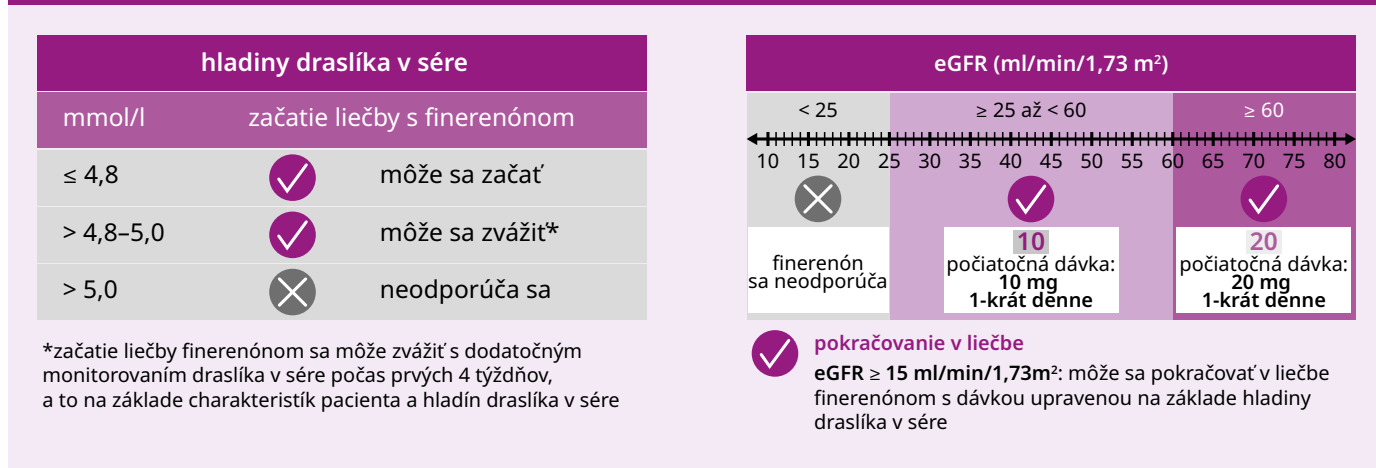 hladiny draslíka v sére
mmol/l začatie liečby s finerenónom
≤ 4,8 môže sa začať
> 4,8–5,0 môže sa zvážiť*
> 5,0 neodporúča sa
*začatie liečby finerenónom sa môže zvážiť s dodatočným
monitorovaním draslíka v sére počas prvých 4 týždňov,
a to na základe charakteristík pacienta a hladín draslíka v sére
eGFR (ml/min/1,73 m²)
< 25 ≥ 25 až < 60 ≥ 60
10 15 20 25 30 35 40 45 50 55 60 65 70 75 80
finerenón
sa neodporúča
10
počiatočná dávka:
10 mg
1-krát denne
20
počiatočná dávka:
20 mg
1-krát denne
pokračovanie v liečbe
eGFR ≥ 15 ml/min/1,73m²: môže sa pokračovať v liečbe
finerenónom s dávkou upravenou na základe hladiny
draslíka v sére